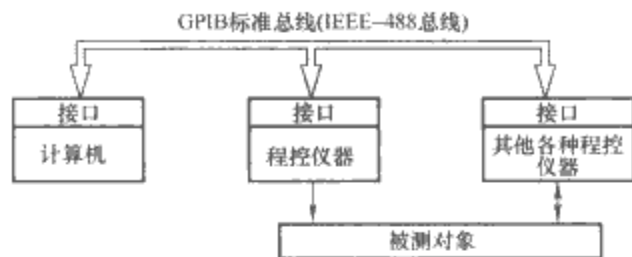 GPIB标准总线(IEEE–488总线)
接口
计算机
接口
程控仪器
接口
其他各种程控
仪器
被测对象